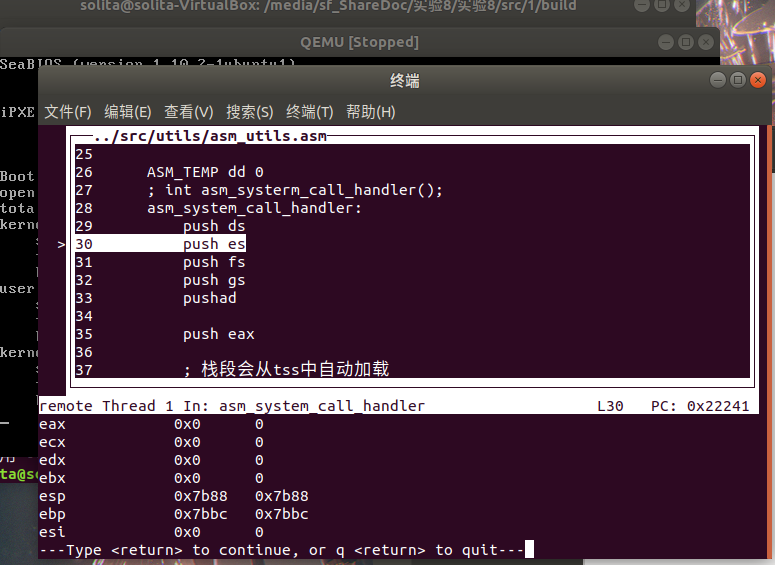 solita@solita-VirtualBox: /media/sf_ShareDoc/实验8/实验8/src/1/build
QEMU [Stopped]
SeaBIOS (version 1.10.2-1ubuntu1)
终端
文件(F) 编辑(E) 查看(V) 搜索(S) 终端(T) 帮助(H)
iPXE
Boot
open
tota
kerne
user
kerne
ta@so
../src/utils/asm_utils.asm
25
26 ASM_TEMP dd 0
27 ; int asm_systerm_call_handler();
28 asm_system_call_handler:
29 push ds
>30 push es
31 push fs
32 push gs
33 pushad
34
35 push eax
36
37 ; 栈段会从tss中自动加载
remote Thread 1 In: asm_system_call_handler L30 PC: 0x22241
eax 0x0 0
ecx 0x0 0
edx 0x0 0
ebx 0x0 0
esp 0x7b88 0x7b88
ebp 0x7bbc 0x7bbc
esi 0x0 0
---Type <return> to continue, or q <return> to quit---